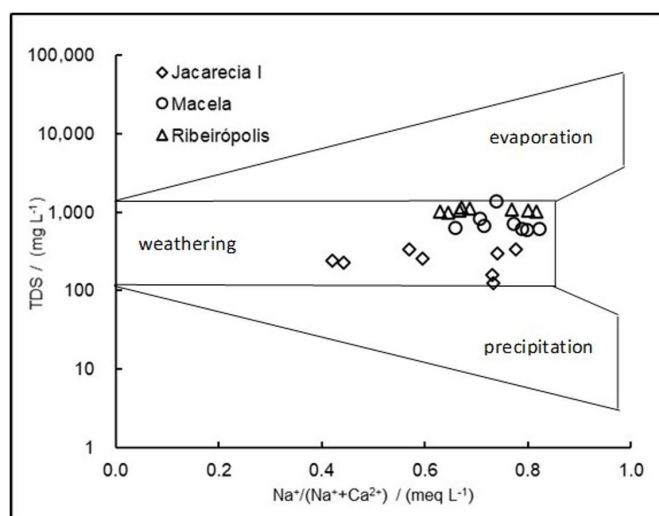 100,000
10,000
1,000
100
10
1
TDS / (mg L⁻¹)
Jacarecia I
Macela
Ribeirópolis
evaporation
weathering
precipitation
0.0 0.2 0.4 0.6 0.8 1.0
Na⁺/(Na⁺+Ca²⁺) / (meq L⁻¹)